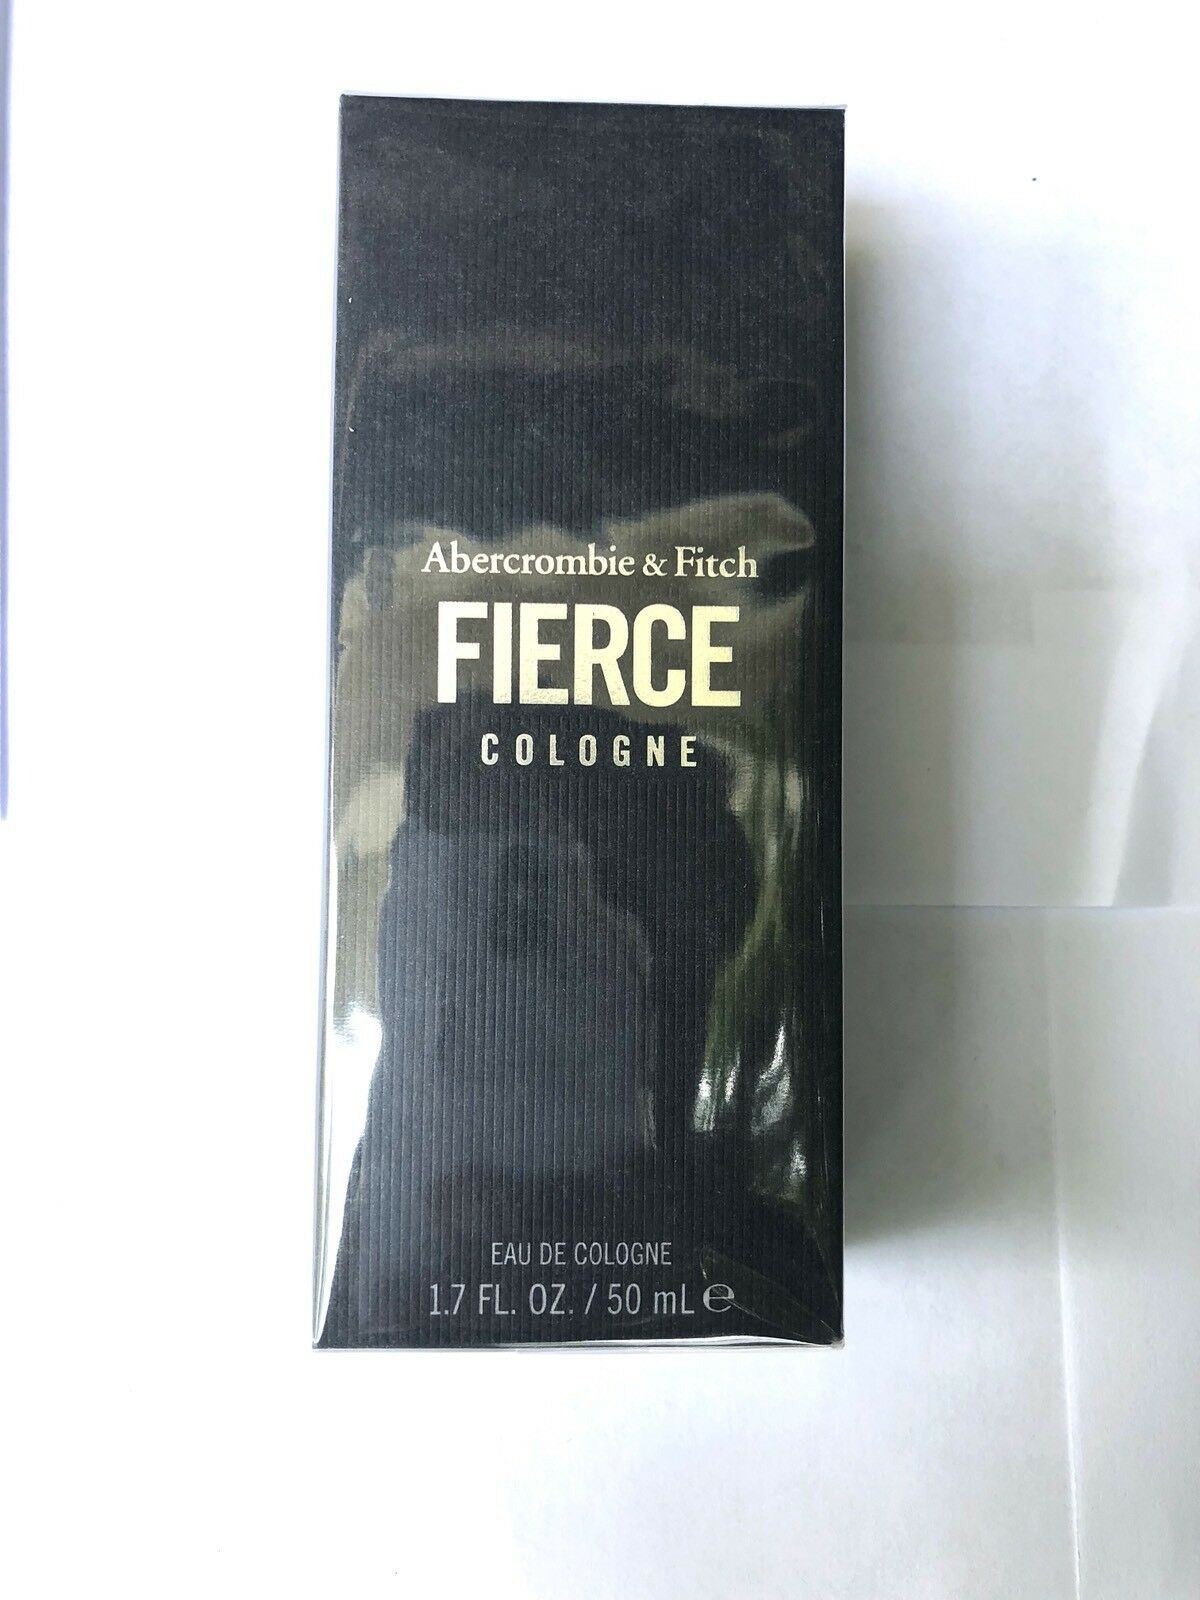 Abercrombie & Fitch
FIERCE
COLOGNE
EAU DE COLOGNE
1.7 FL. OZ. / 50 mL ℮